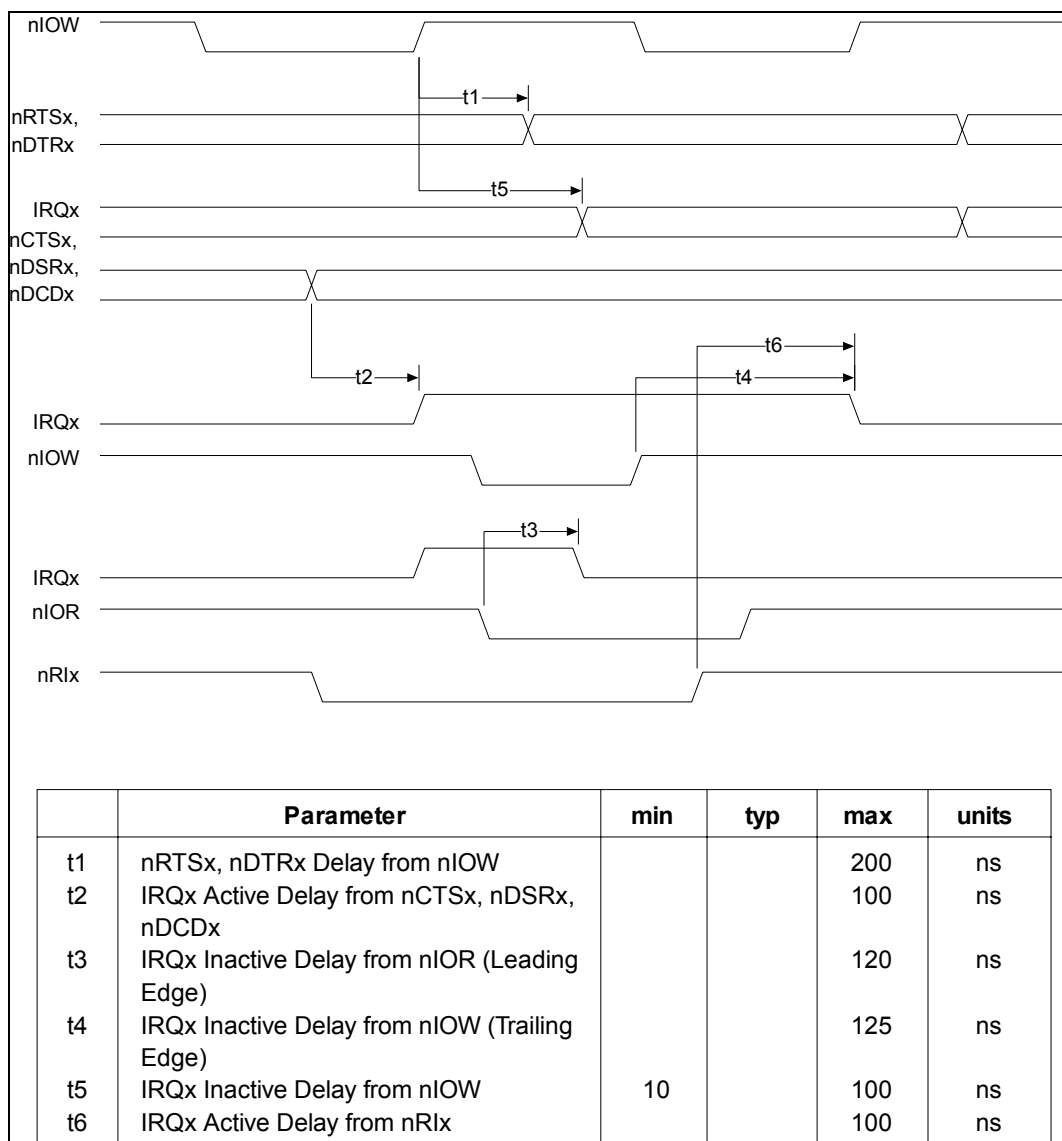 nIOW
t1
nRTSx,
nDTRx
t5
IRQx
nCTSx,
nDSRx,
nDCDx
t6
t2
t4
IRQx
nIOW
t3
IRQx
nIOR
nRIx
Parameter min typ max units
t1 nRTSx, nDTRx Delay from nIOW 200 ns
t2 IRQx Active Delay from nCTSx, nDSRx, 100 ns
nDCDx
t3 IRQx Inactive Delay from nIOR (Leading 120 ns
Edge)
t4 IRQx Inactive Delay from nIOW (Trailing 125 ns
Edge)
t5 IRQx Inactive Delay from nIOW 10 100 ns
t6 IRQx Active Delay from nRIx 100 ns